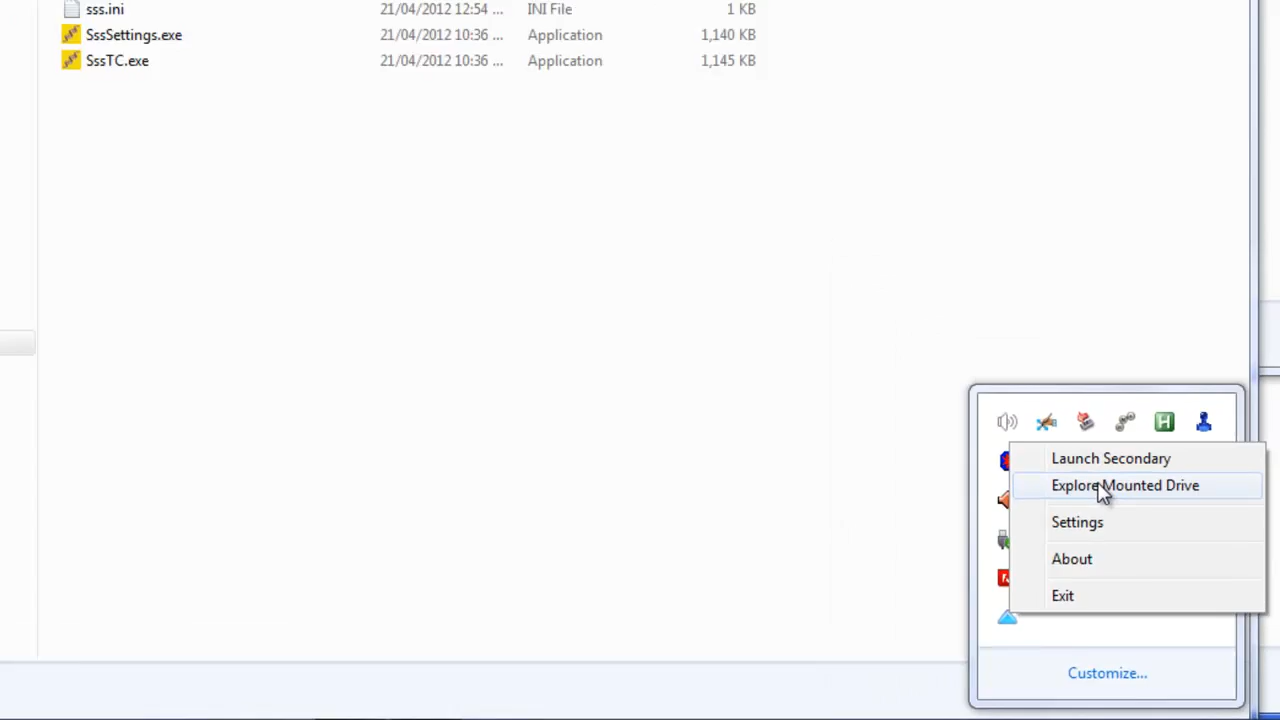 sss.ini 21/04/2012 12:54 ... INI File 1 KB
SssSettings.exe 21/04/2012 10:36 ... Application 1,140 KB
SssTC.exe 21/04/2012 10:36 ... Application 1,145 KB
H
Launch Secondary
Explore Mounted Drive
Settings
About
Exit
Customize...